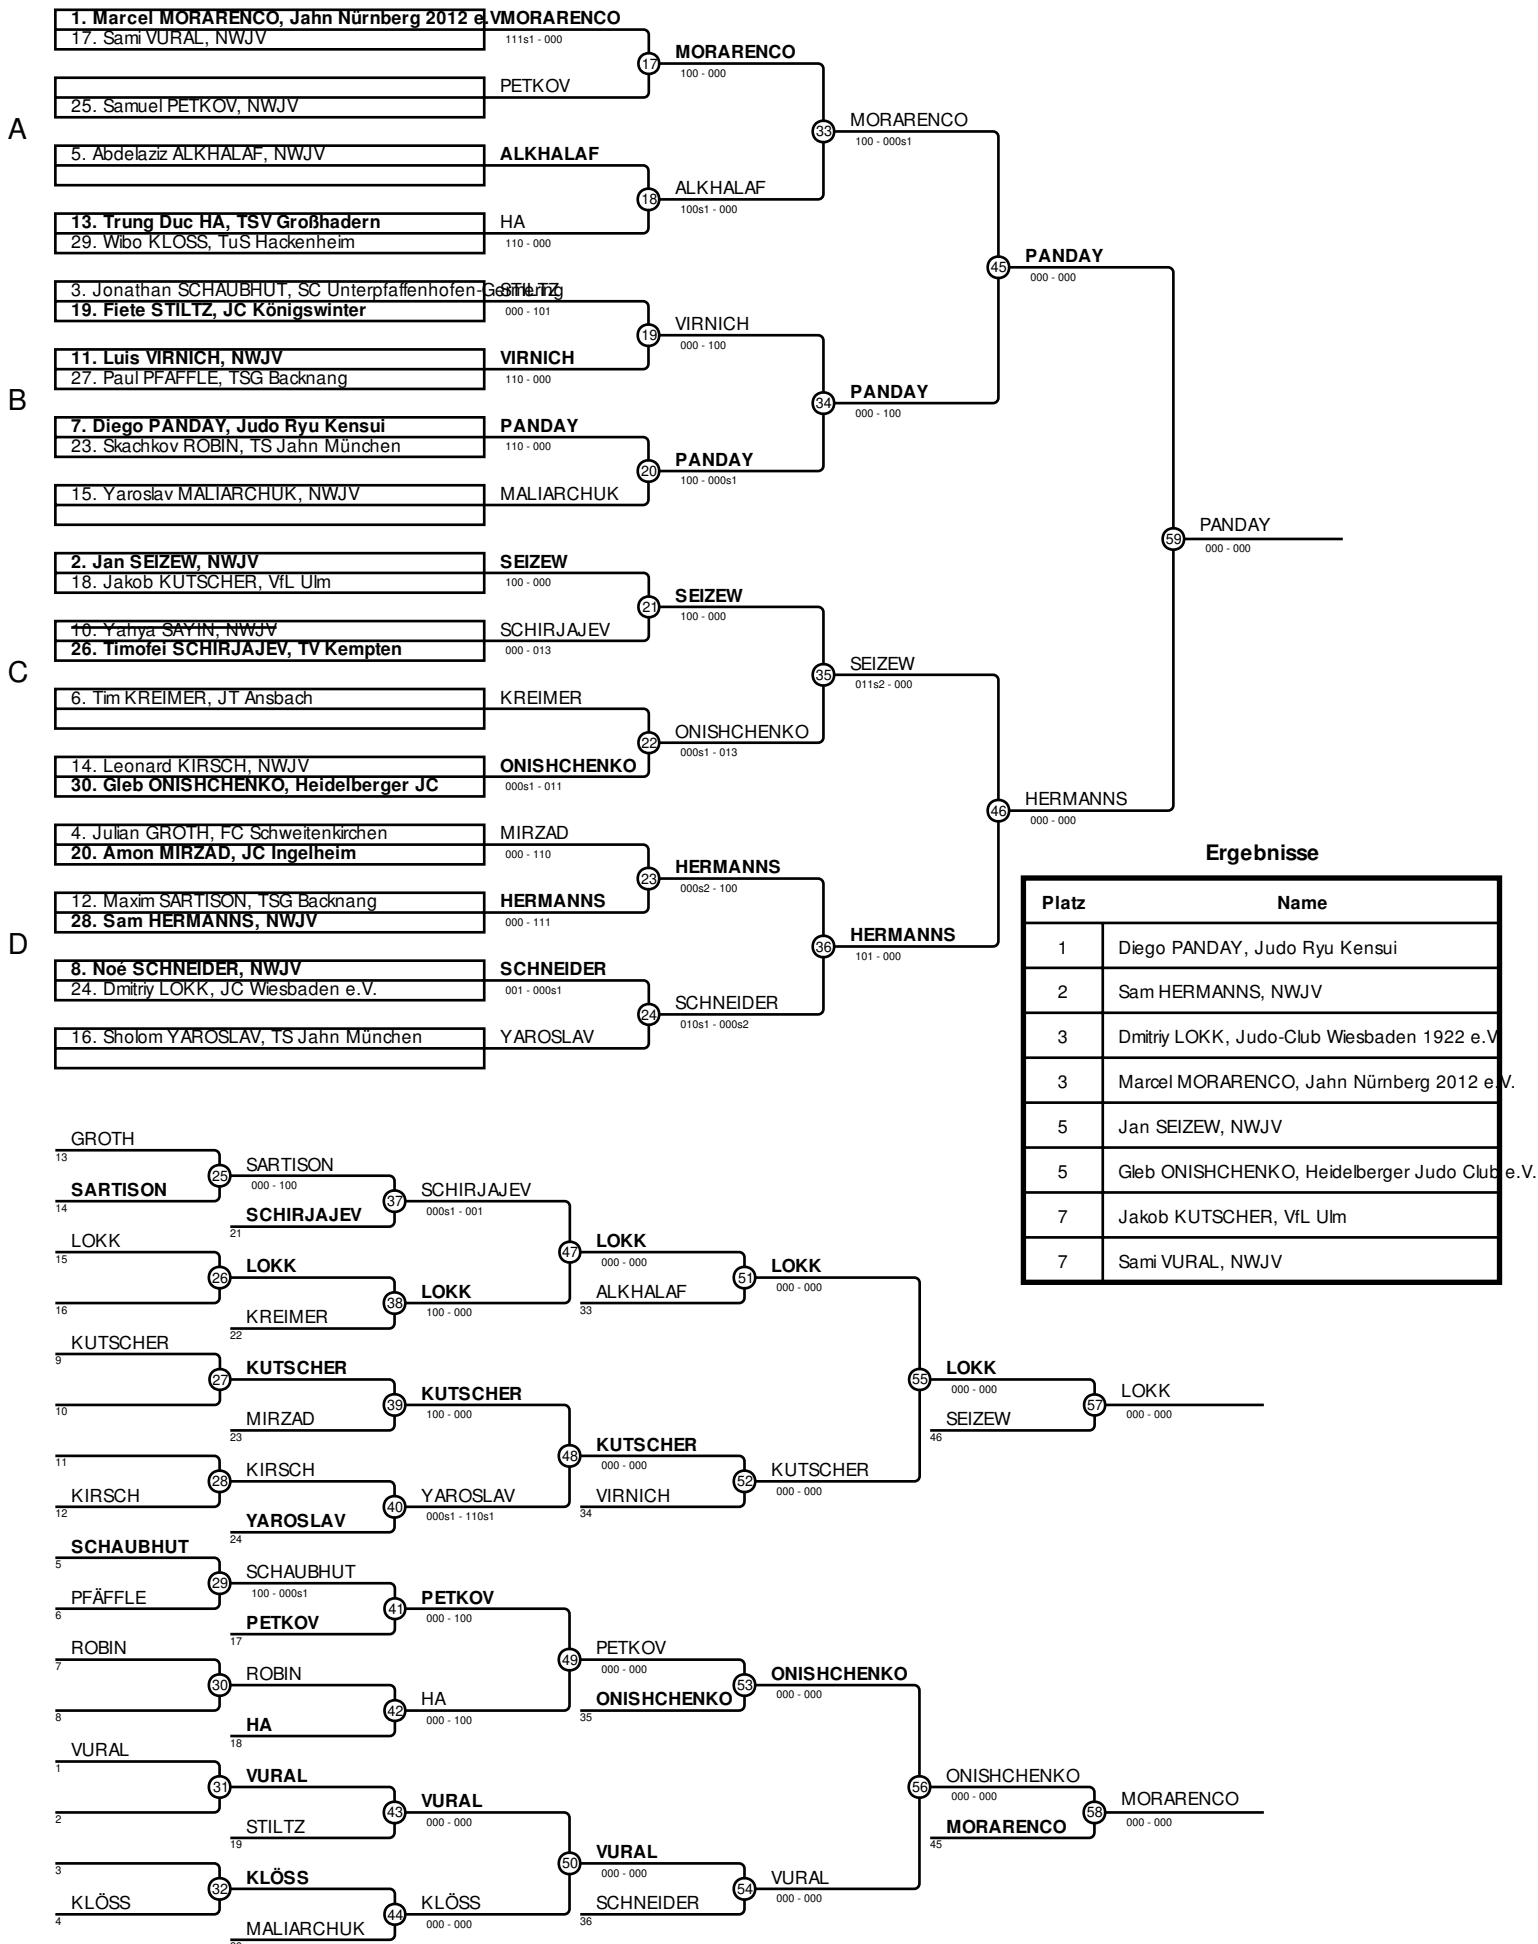 1. Marcel MORARENCO, Jahn Nürnberg 2012 e.V.
MORARENCO
17. Sami VURAL, NWJV
111s1 - 000
17
MORARENCO
100 - 000
PETKOV
25. Samuel PETKOV, NWJV
A
33
MORARENCO
100 - 000s1
5. Abdelaziz ALKHALAF, NWJV
ALKHALAF
18
ALKHALAF
100s1 - 000
13. Trung Duc HA, TSV Großhadern
HA
29. Wibo KLOSS, TuS Hackenheim
110 - 000
45
PANDAY
000 - 000
3. Jonathan SCHAUBHUT, SC Unterpfaffenhofen-Germering
STILTZ
19. Fiete STILTZ, JC Königswinter
000 - 101
19
VIRNICH
000 - 100
11. Luis VIRNICH, NWJV
VIRNICH
27. Paul PFAFFLE, TSG Backnang
110 - 000
B
34
PANDAY
000 - 100
7. Diego PANDAY, Judo Ryu Kensui
PANDAY
23. Skachkov ROBIN, TS Jahn München
110 - 000
20
PANDAY
100 - 000s1
15. Yaroslav MALIARCHUK, NWJV
MALIARCHUK
59
PANDAY
000 - 000
2. Jan SEIZEW, NWJV
SEIZEW
18. Jakob KUTSCHER, VfL Ulm
100 - 000
21
SEIZEW
100 - 000
10. Yahya SAYIN, NWJV
SCHIRJAJEV
26. Timofei SCHIRJAJEV, TV Kempten
000 - 013
C
35
SEIZEW
011s2 - 000
6. Tim KREIMER, JT Ansbach
KREIMER
22
ONISHCHENKO
000s1 - 013
14. Leonard KIRSCH, NWJV
ONISHCHENKO
30. Gleb ONISHCHENKO, Heidelberger JC
000s1 - 011
46
HERMANNS
000 - 000
4. Julian GROTH, FC Schweitenkirchen
MIRZAD
20. Amon MIRZAD, JC Ingelheim
000 - 110
23
HERMANNS
000s2 - 100
12. Maxim SARTISON, TSG Backnang
HERMANNS
28. Sam HERMANNS, NWJV
000 - 111
D
36
HERMANNS
101 - 000
8. Noé SCHNEIDER, NWJV
SCHNEIDER
24. Dmitriy LOKK, JC Wiesbaden e.V.
001 - 000s1
24
SCHNEIDER
010s1 - 000s2
16. Sholom YAROSLAV, TS Jahn München
YAROSLAV
Ergebnisse
Platz Name
1 Diego PANDAY, Judo Ryu Kensui
2 Sam HERMANNS, NWJV
3 Dmitriy LOKK, Judo-Club Wiesbaden 1922 e.V
3 Marcel MORARENCO, Jahn Nürnberg 2012 e.V.
5 Jan SEIZEW, NWJV
5 Gleb ONISHCHENKO, Heidelberger Judo Club e.V.
7 Jakob KUTSCHER, VfL Ulm
7 Sami VURAL, NWJV
GROTH
13
25
SARTISON
000 - 100
SARTISON
14
37
SCHIRJAJEV
000s1 - 001
SCHIRJAJEV
21
LOKK
15
47
LOKK
000 - 000
26
LOKK
16
38
LOKK
100 - 000
KREIMER
22
51
LOKK
000 - 000
ALKHALAF
33
KUTSCHER
9
27
KUTSCHER
10
39
KUTSCHER
100 - 000
MIRZAD
23
55
LOKK
000 - 000
57
LOKK
000 - 000
SEIZEW
46
11
48
KUTSCHER
000 - 000
28
KIRSCH
KIRSCH
12
40
YAROSLAV
000s1 - 110s1
YAROSLAV
24
52
KUTSCHER
000 - 000
VIRNICH
34
SCHAUBHUT
5
29
SCHAUBHUT
100 - 000s1
PFÄFFLE
6
41
PETKOV
000 - 100
PETKOV
17
ROBIN
7
49
PETKOV
000 - 000
30
ROBIN
8
42
HA
000 - 100
HA
18
53
ONISHCHENKO
000 - 000
ONISHCHENKO
35
VURAL
1
31
VURAL
2
43
VURAL
000 - 000
STILTZ
19
56
ONISHCHENKO
000 - 000
58
MORARENCO
000 - 000
MORARENCO
45
3
50
VURAL
000 - 000
32
KLÖSS
KLÖSS
4
44
KLÖSS
000 - 000
MALIARCHUK
54
VURAL
000 - 000
SCHNEIDER
36